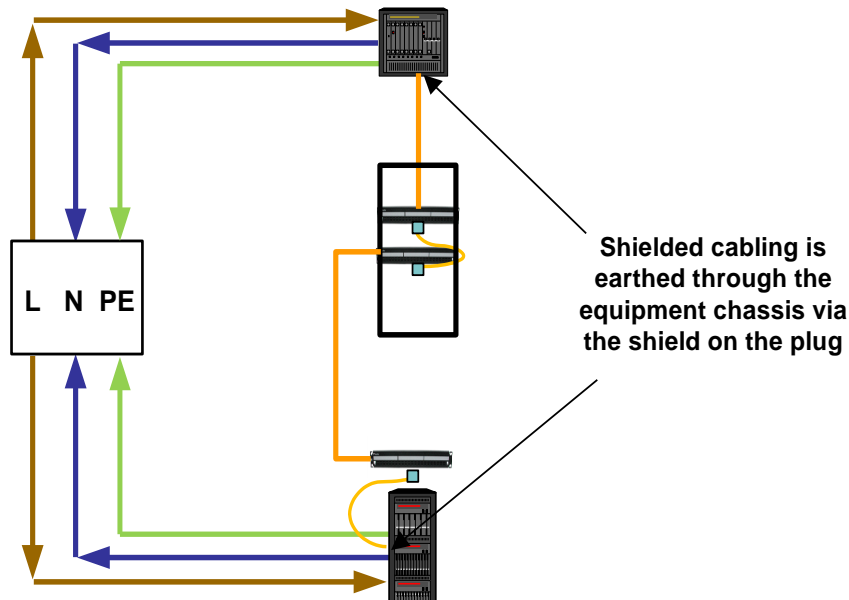 L N PE
Shielded cabling is
earthed through the
equipment chassis via
the shield on the plug